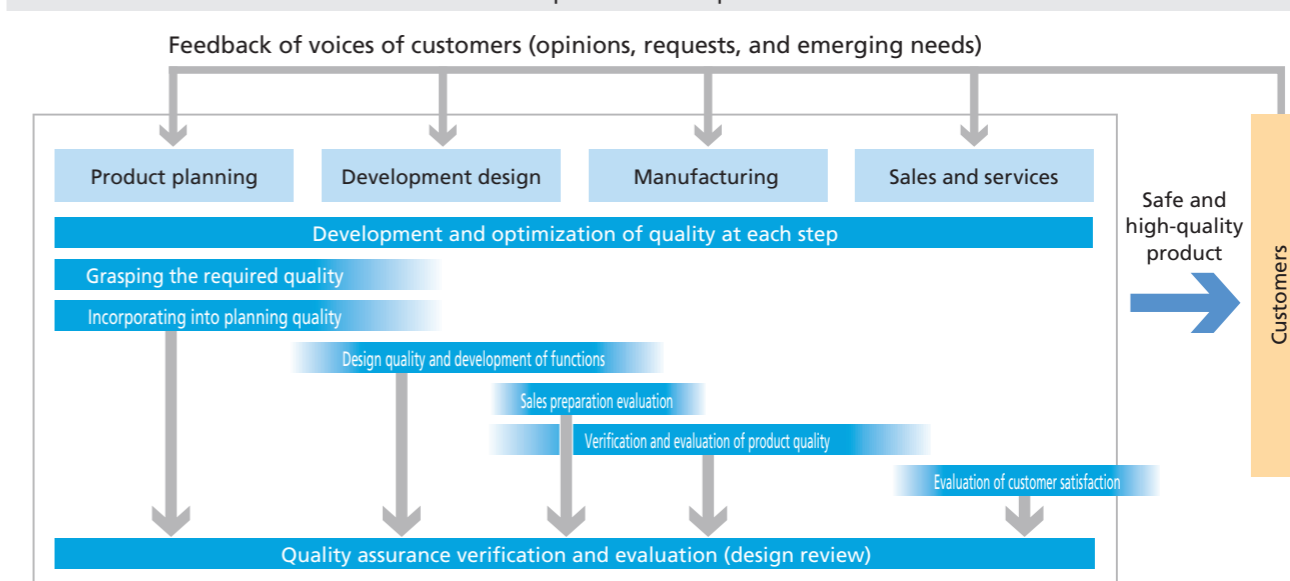 Feedback of voices of customers (opinions, requests, and emerging needs)
Product planning
Development design
Manufacturing
Sales and services
Safe and
high-quality
product
Customers
Development and optimization of quality at each step
Grasping the required quality
Incorporating into planning quality
Design quality and development of functions
Sales preparation evaluation
Verification and evaluation of product quality
Evaluation of customer satisfaction
Quality assurance verification and evaluation (design review)